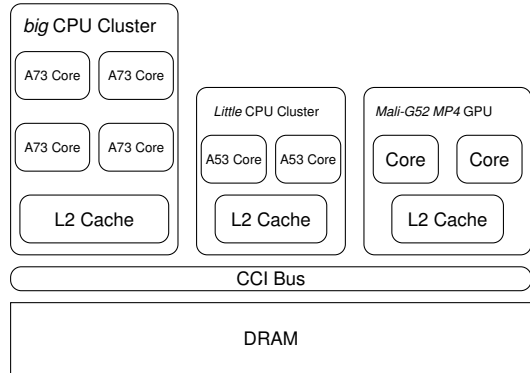 big CPU Cluster
A73 Core
A73 Core
A73 Core
A73 Core
L2 Cache
Little CPU Cluster
A53 Core
A53 Core
L2 Cache
Mali-G52 MP4 GPU
Core
Core
L2 Cache
CCI Bus
DRAM